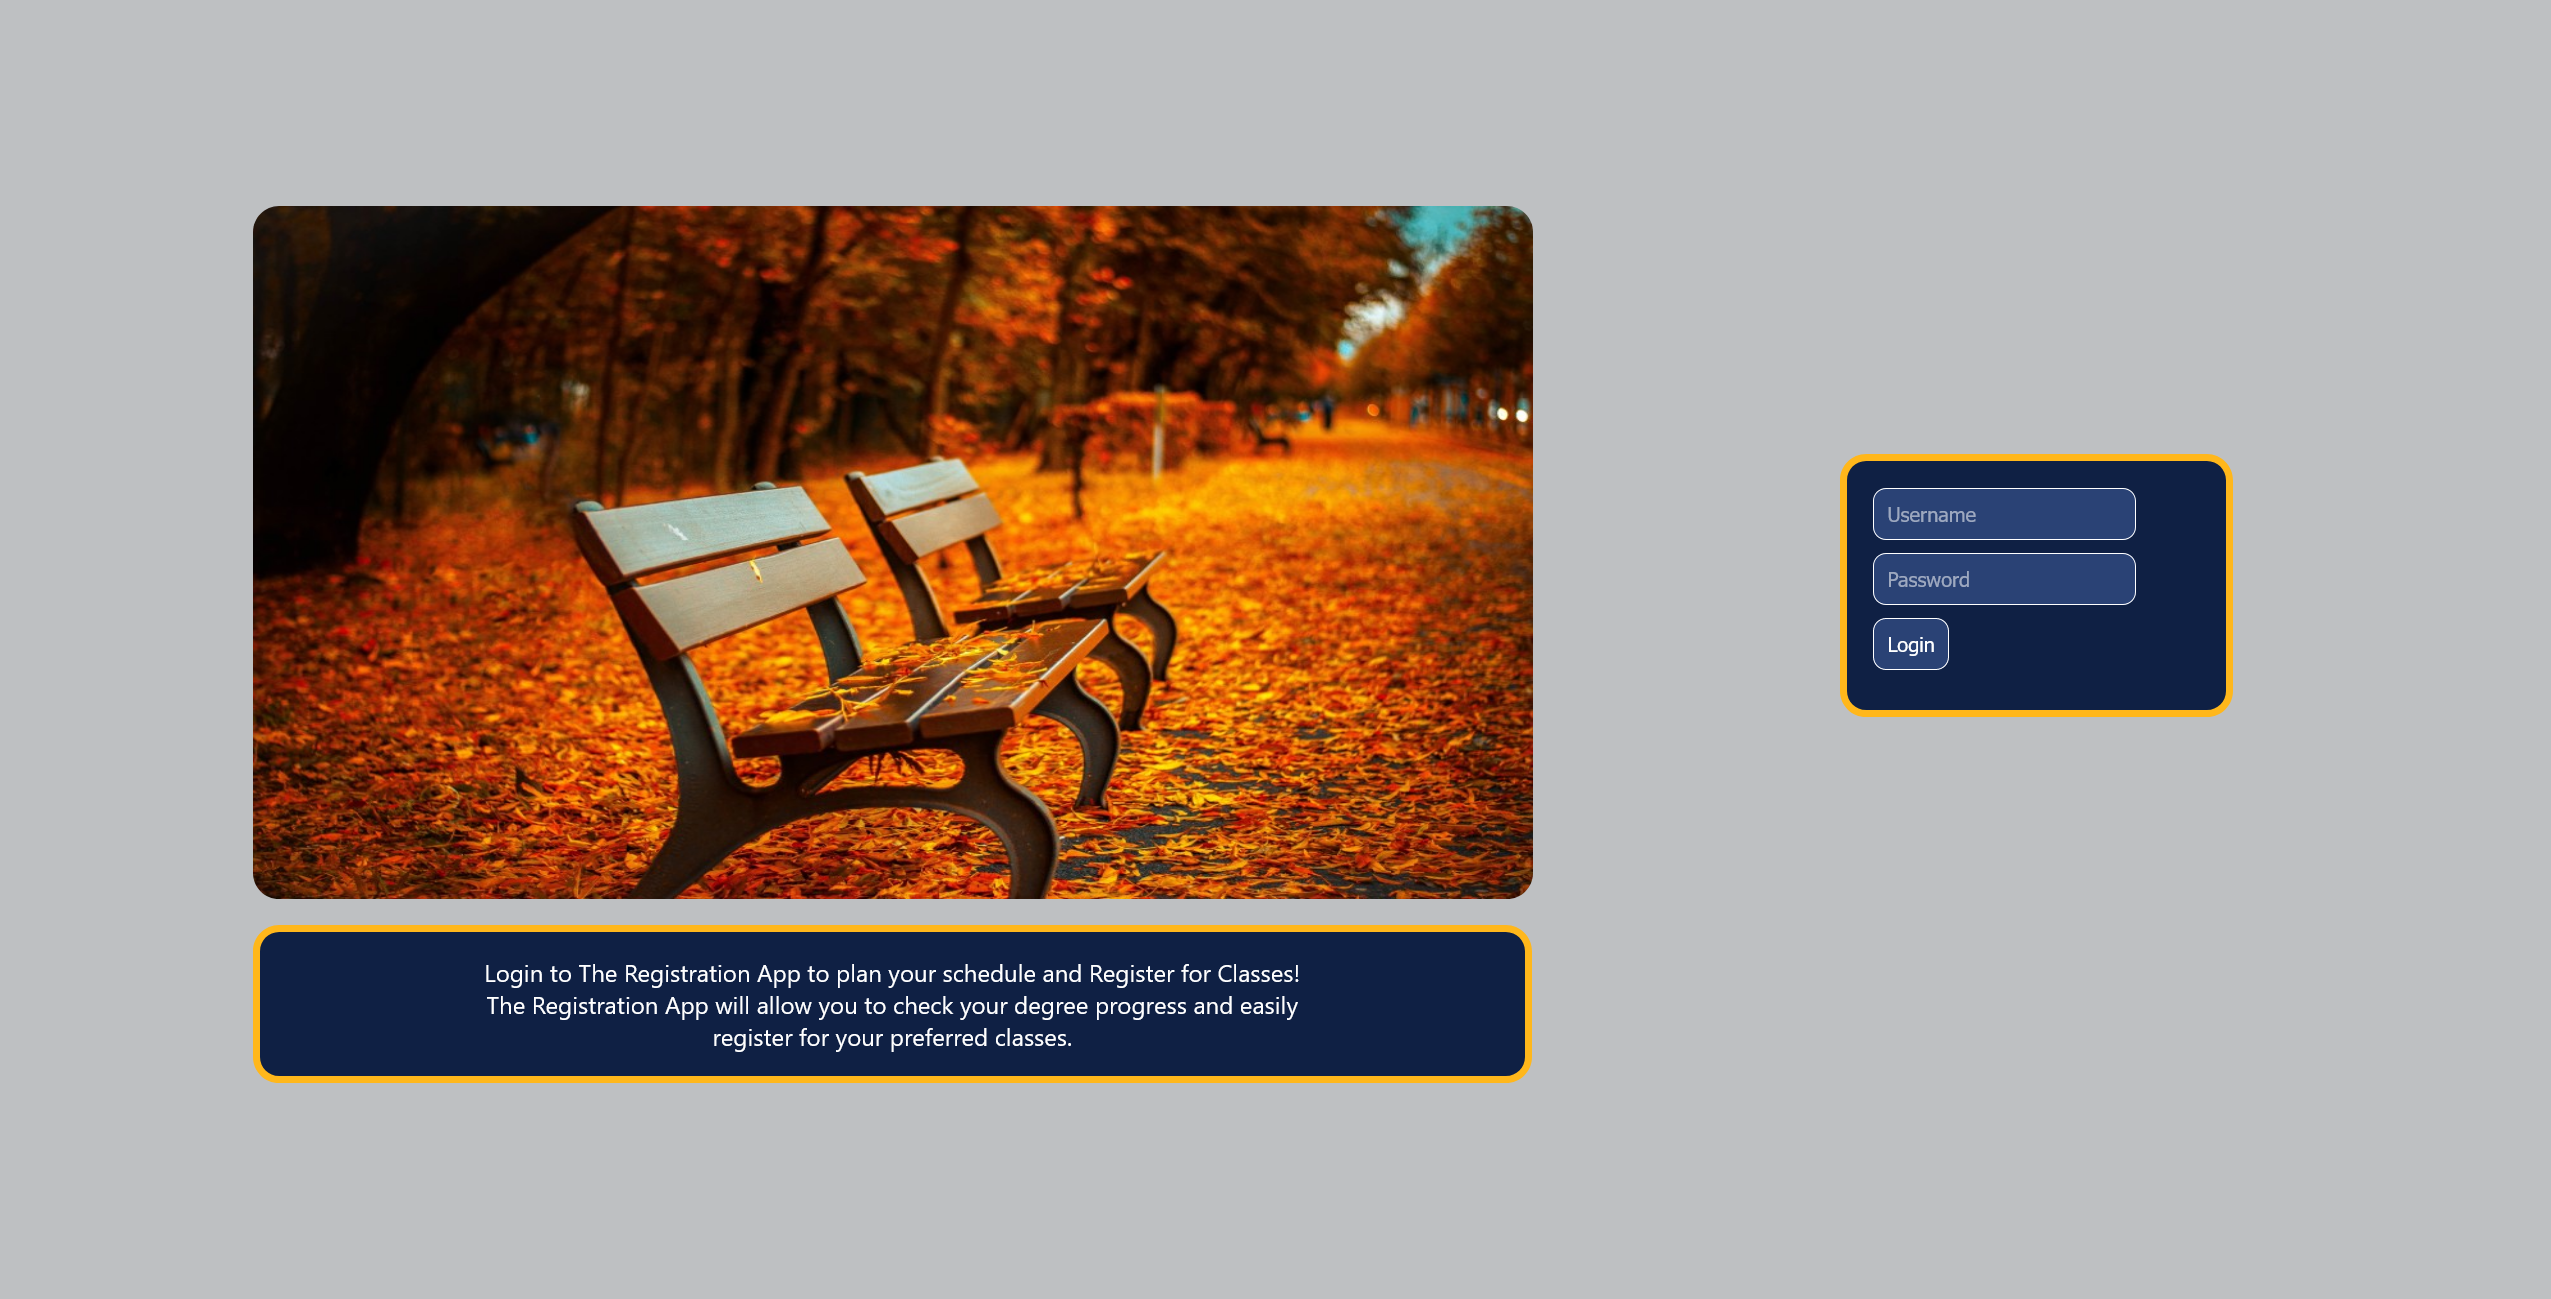 Username
Password
Login
Login to The Registration App to plan your schedule and Register for Classes!
The Registration App will allow you to check your degree progress and easily
register for your preferred classes.